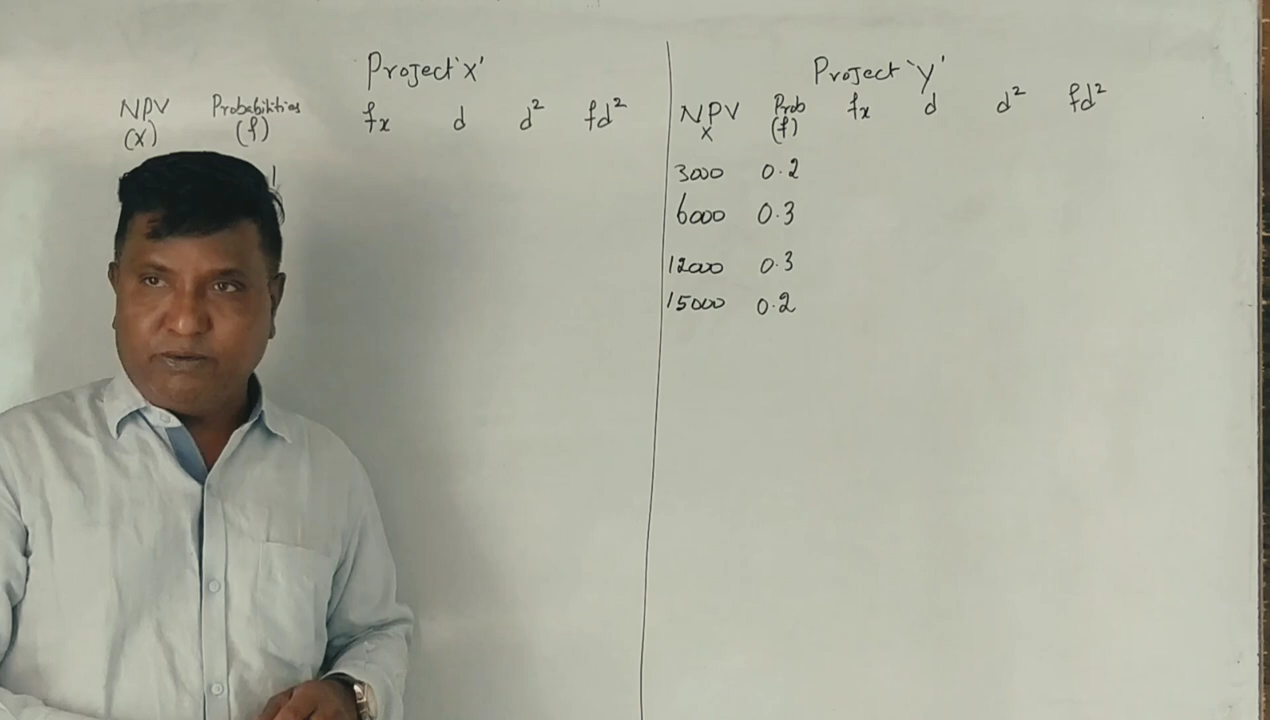 Project 'x'
NPV Probabilities fx d d² fd²
(X) (f)
Project 'y'
NPV Prob fx d d² fd²
X (f)
3000 0.2
6000 0.3
12000 0.3
15000 0.2